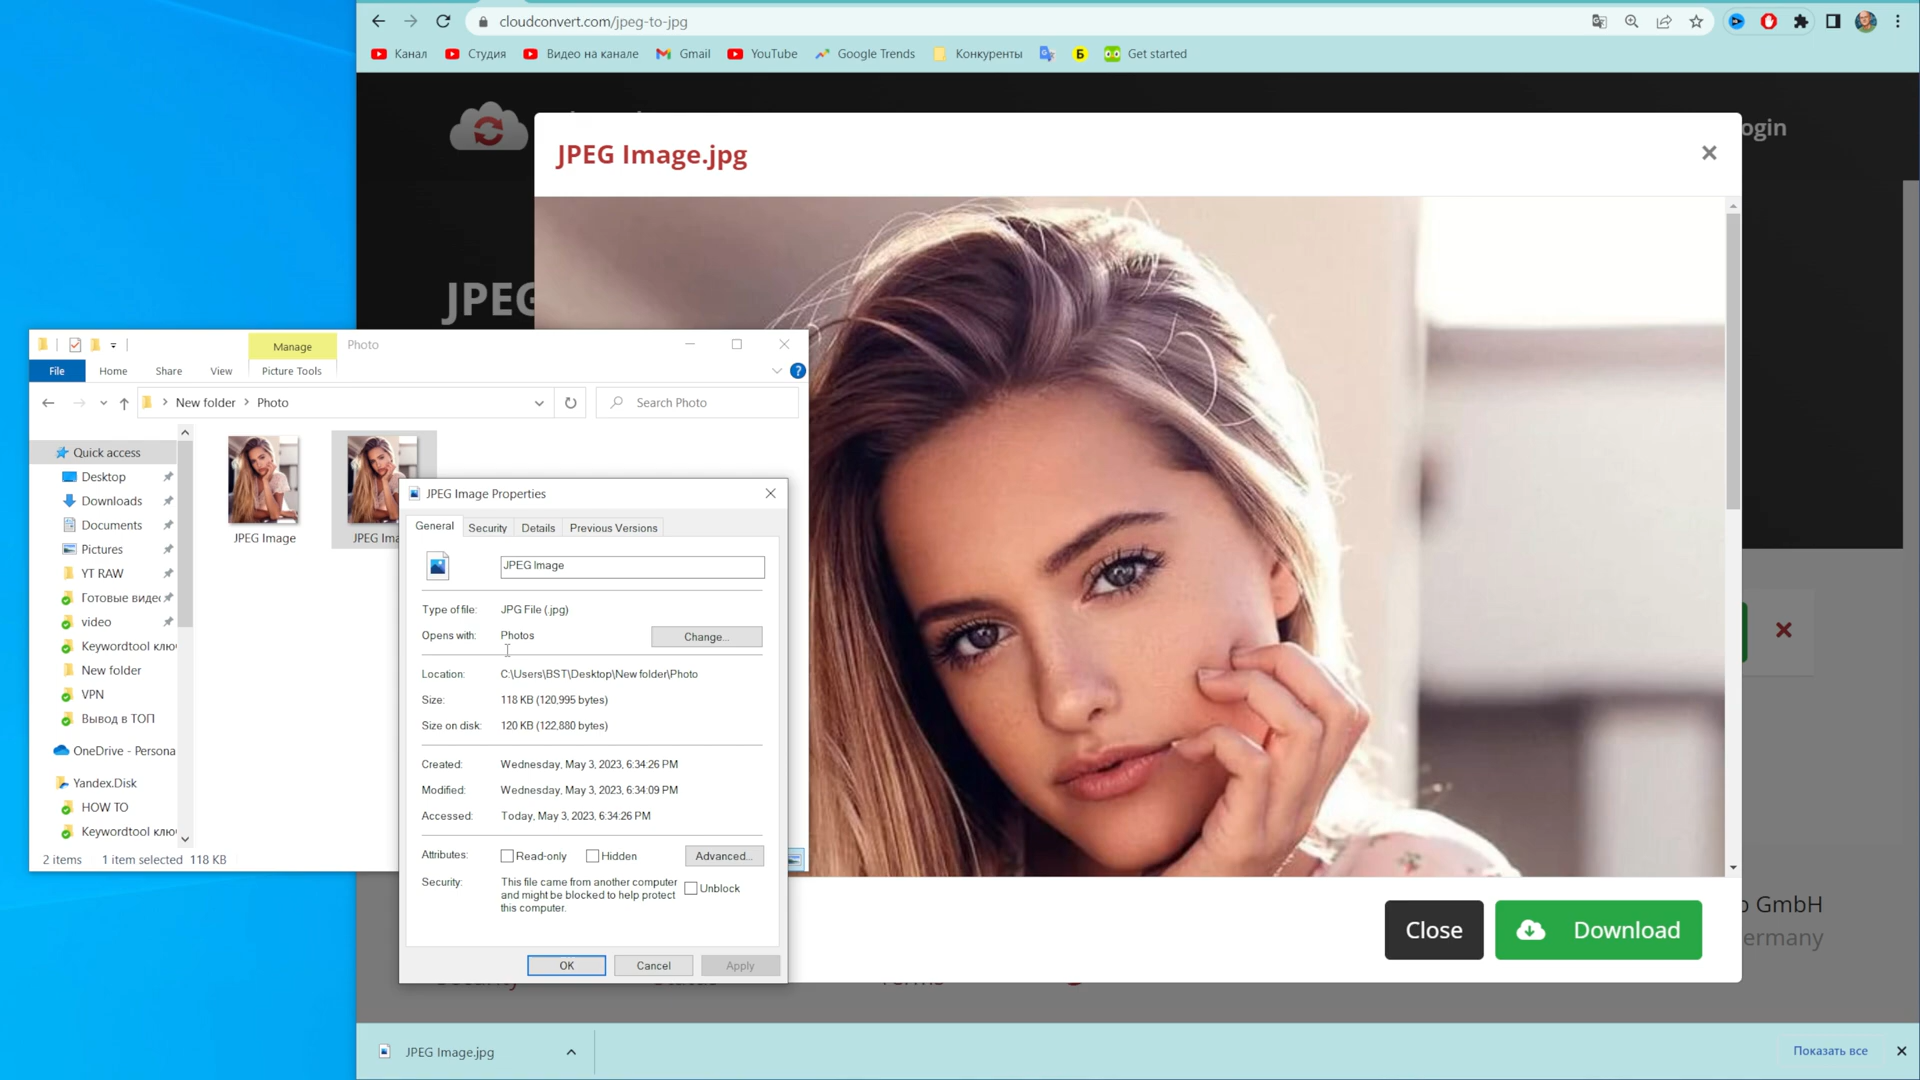 cloudconvert.com/jpeg-to-jpg
Канал
Студия
Видео на канале
Gmail
YouTube
Google Trends
Конкуренты
Б
Get started
JPEG Image.jpg
×
ogin
JPEG
Manage
Photo
File
Home
Share
View
Picture Tools
?
New folder > Photo
Search Photo
Quick access
Desktop
Downloads
Documents
Pictures
YT RAW
Готовые видео
video
Keywordtool клю
New folder
VPN
Вывод в ТОП
OneDrive - Persona
Yandex.Disk
HOW TO
Keywordtool клю
JPEG Image
JPEG Ima
2 items
1 item selected 118 KB
JPEG Image Properties
General
Security
Details
Previous Versions
JPEG Image
Type of file: JPG File (.jpg)
Opens with: Photos
Change...
Location: C:\Users\BST\Desktop\New folder\Photo
Size: 118 KB (120,995 bytes)
Size on disk: 120 KB (122,880 bytes)
Created: Wednesday, May 3, 2023, 6:34:26 PM
Modified: Wednesday, May 3, 2023, 6:34:09 PM
Accessed: Today, May 3, 2023, 6:34:26 PM
Attributes: Read-only Hidden
Advanced...
Security: This file came from another computer
and might be blocked to help protect
this computer.
Unblock
OK
Cancel
Apply
Close
Download
GmbH
ermany
JPEG Image.jpg
Показать все